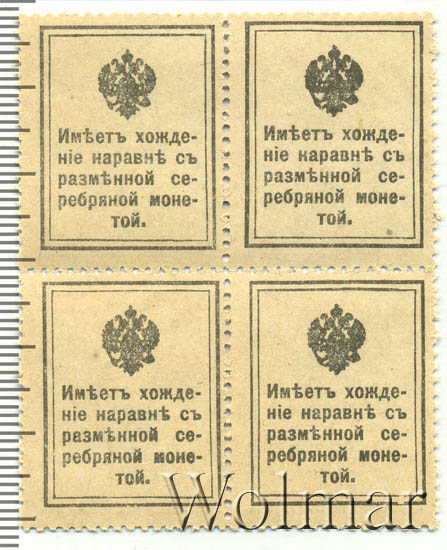 Имѣетъ хожде-
ніе наравнѣ съ
размѣнной се-
ребряной моне-
той.
Имѣетъ хожде-
ніе наравнѣ съ
размѣнной се-
ребряной моне-
той.
Имѣетъ хожде-
ніе наравнѣ съ
размѣнной се-
ребряной моне-
той.
Имѣетъ хожде-
ніе наравнѣ съ
размѣнной се-
ребряной моне-
той.
Wolmar